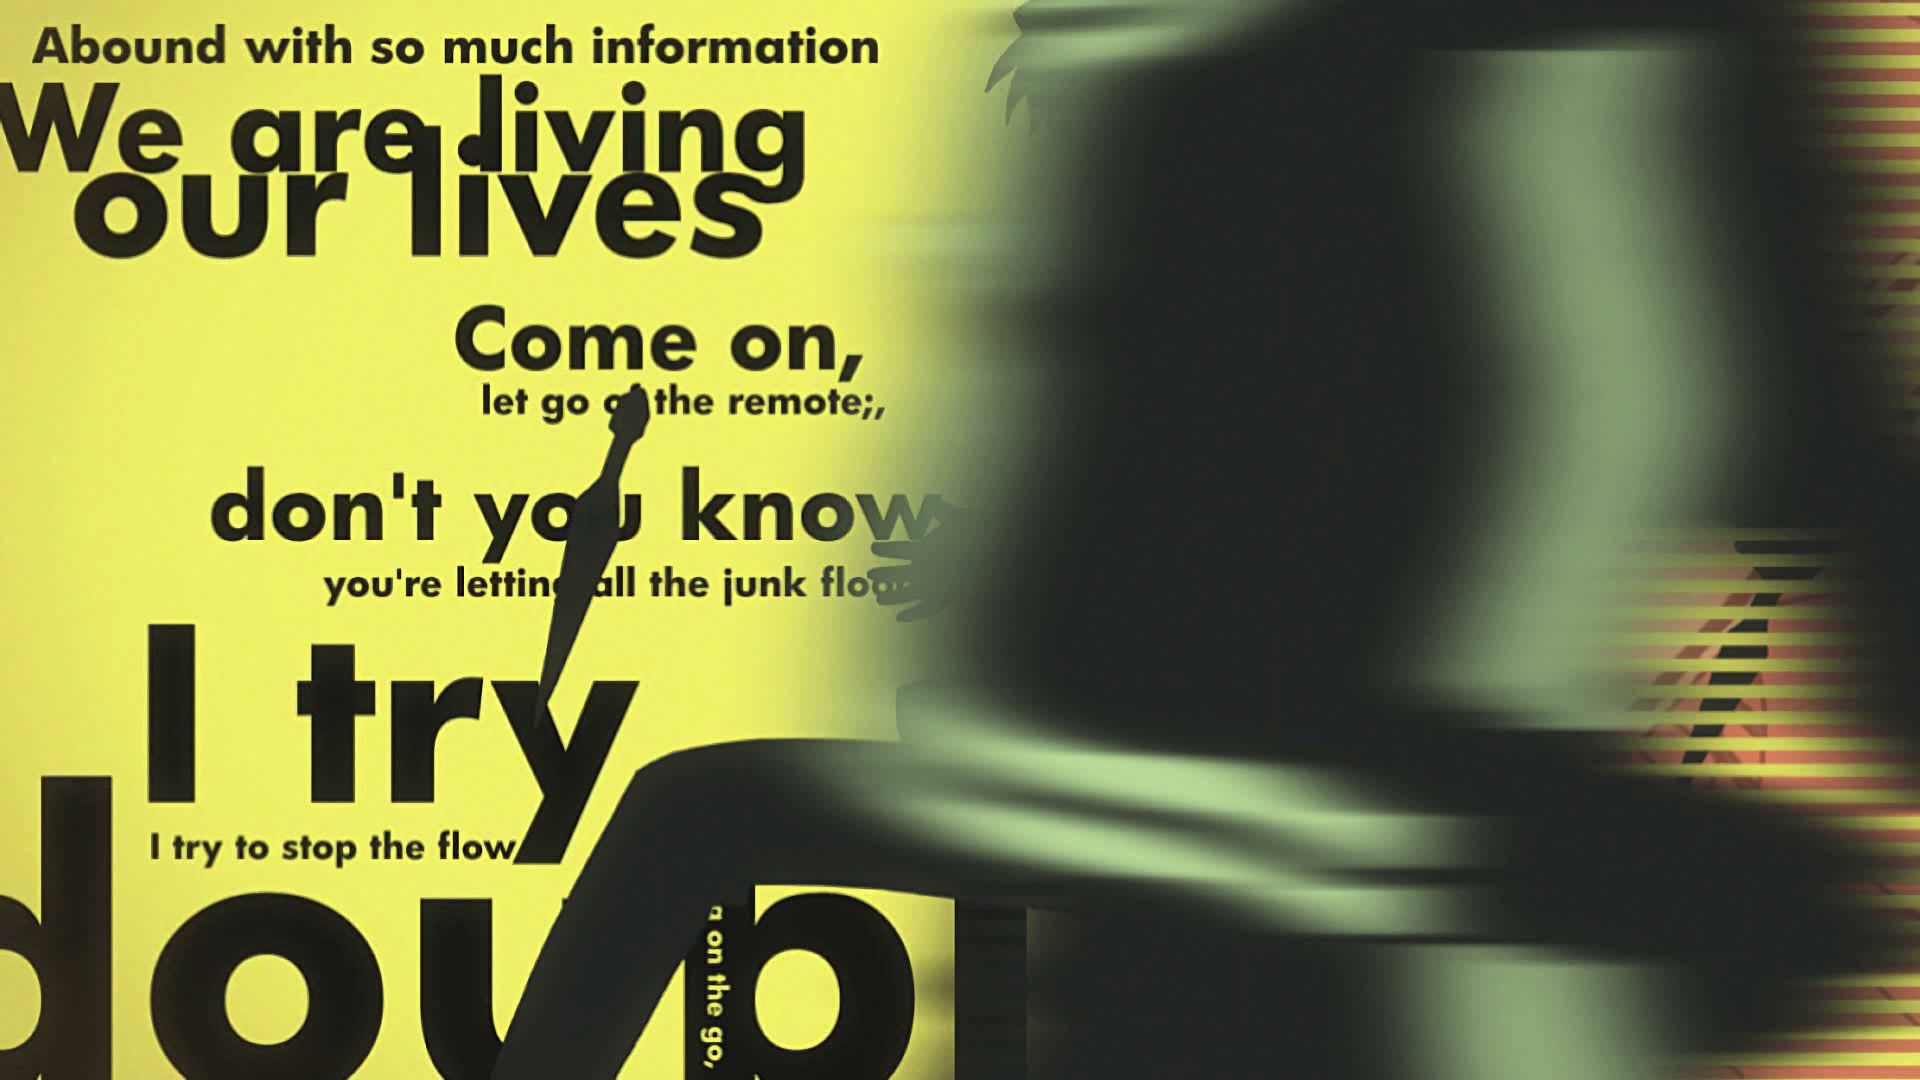 Abound with so much information
We are living
our lives
Come on,
let go of the remote;,
don't you know
you're letting all the junk
I try
I try to stop the flow
on the go,